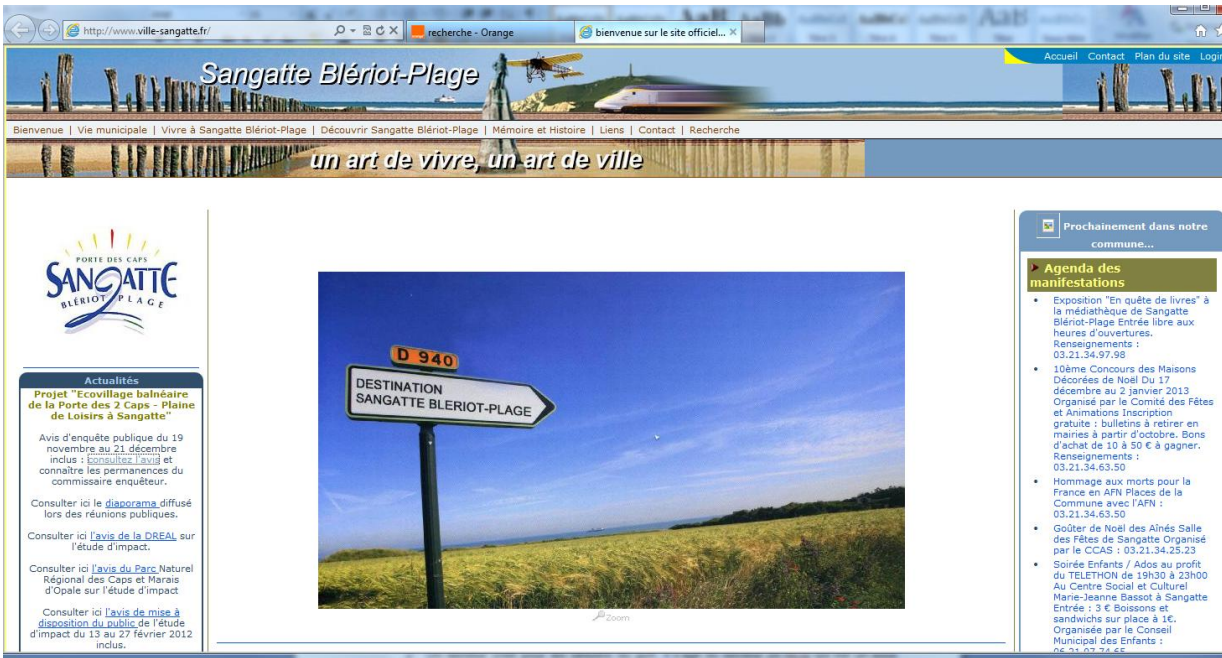 http://www.ville-sangatte.fr/
recherche - Orange
bienvenue sur le site officiel...
Sangatte Blériot-Plage
Accueil Contact Plan du site Login
Bienvenue | Vie municipale | Vivre à Sangatte Blériot-Plage | Découvrir Sangatte Blériot-Plage | Mémoire et Histoire | Liens | Contact | Recherche
un art de vivre, un art de ville
PORTE DES CAPS
SANGATTE
BLÉRIOT PLAGE
Actualités
Projet "Ecovillage balnéaire
de la Porte des 2 Caps - Plaine
de Loisirs à Sangatte"
Avis d'enquête publique du 19
novembre au 21 décembre
inclus : consultez l'avis et
connaître les permanences du
commissaire enquêteur.
Consulter ici le diaporama diffusé
lors des réunions publiques.
Consulter ici l'avis de la DREAL sur
l'étude d'impact.
Consulter ici l'avis du Parc Naturel
Régional des Caps et Marais
d'Opale sur l'étude d'impact
Consulter ici l'avis de mise à
disposition du public de l'étude
d'impact du 13 au 27 février 2012
inclus.
D 940
DESTINATION
SANGATTE BLERIOT-PLAGE
Zoom
Prochainement dans notre
commune...
Agenda des
manifestations
Exposition "En quête de livres" à
la médiathèque de Sangatte
Blériot-Plage Entrée libre aux
heures d'ouvertures.
Renseignements :
03.21.34.97.98
10ème Concours des Maisons
Décorées de Noël Du 17
décembre au 2 janvier 2013
Organisé par le Comité des Fêtes
et Animations Inscription
gratuite : bulletins à retirer en
mairies à partir d'octobre. Bons
d'achat de 10 à 50 € à gagner.
Renseignements :
03.21.34.63.50
Hommage aux morts pour la
France en AFN Places de la
Commune avec l'AFN :
03.21.34.63.50
Goûter de Noël des Aînés Salle
des Fêtes de Sangatte Organisé
par le CCAS : 03.21.34.25.23
Soirée Enfants / Ados au profit
du TELETHON de 19h30 à 23h00
Au Centre Social et Culturel
Marie-Jeanne Bassot à Sangatte
Entrée : 3 € Boissons et
sandwichs sur place à 1€.
Organisée par le Conseil
Municipal des Enfants :
06.21.07.74.65